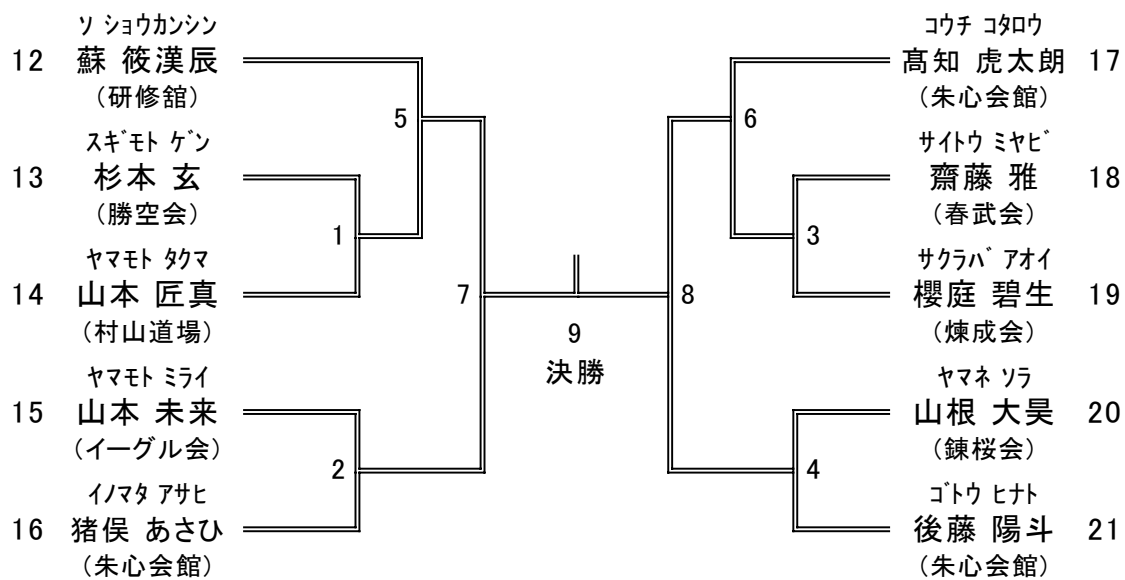 ソ ショウカンシン
12 蘇 筱漢辰
(研修舘)
5
スギモト ゲン
13 杉本 玄
(勝空会)
1
ヤマモト タクマ
14 山本 匠真
(村山道場)
7
ヤマモト ミライ
15 山本 未来
(イーグル会)
2
イノマタ アサヒ
16 猪俣 あさひ
(朱心会館)
9
決勝
コウチ コタロウ
髙知 虎太朗 17
(朱心会館)
6
サイトウ ミヤビ
齋藤 雅 18
(春武会)
3
サクラバ アオイ
櫻庭 碧生 19
(煉成会)
8
ヤマネ ソラ
山根 大昊 20
(錬桜会)
4
ゴトウ ヒナト
後藤 陽斗 21
(朱心会館)